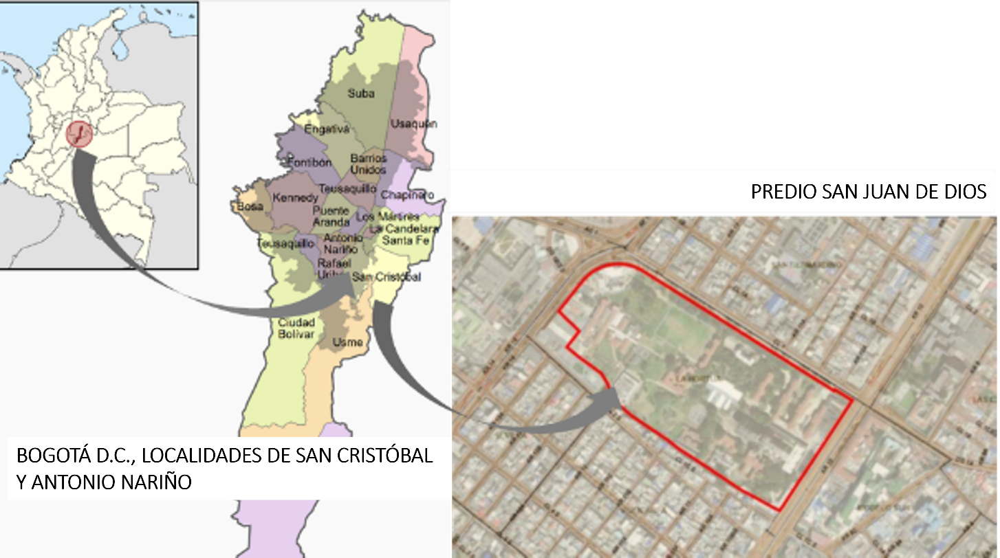 Suba
Usaquén
Engativá
Fontibón
Barrios
Unidos
Teusaquillo
Chapinero
Kennedy
Bosa
Puente
Aranda
Los Mártires
La Candelara
Santa Fe
Antonio
Nariño
Teusaquillo
Rafael
San Cristóbal
Ciudad
Bolívar
Usme
BOGOTÁ D.C., LOCALIDADES DE SAN CRISTÓBAL
Y ANTONIO NARIÑO
PREDIO SAN JUAN DE DIOS